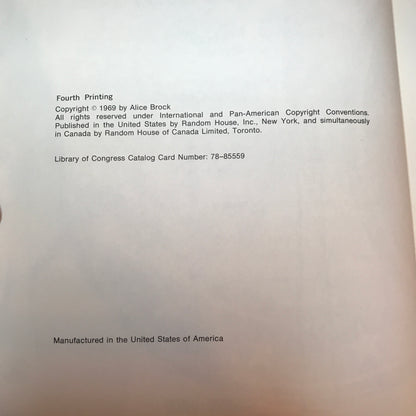 Fourth Printing
Copyright © 1969 by Alice Brock
All rights reserved under International and Pan-American Copyright Conventions.
Published in the United States by Random House, Inc., New York, and simultaneously
in Canada by Random House of Canada Limited, Toronto.
Library of Congress Catalog Card Number: 78-85559
Manufactured in the United States of America